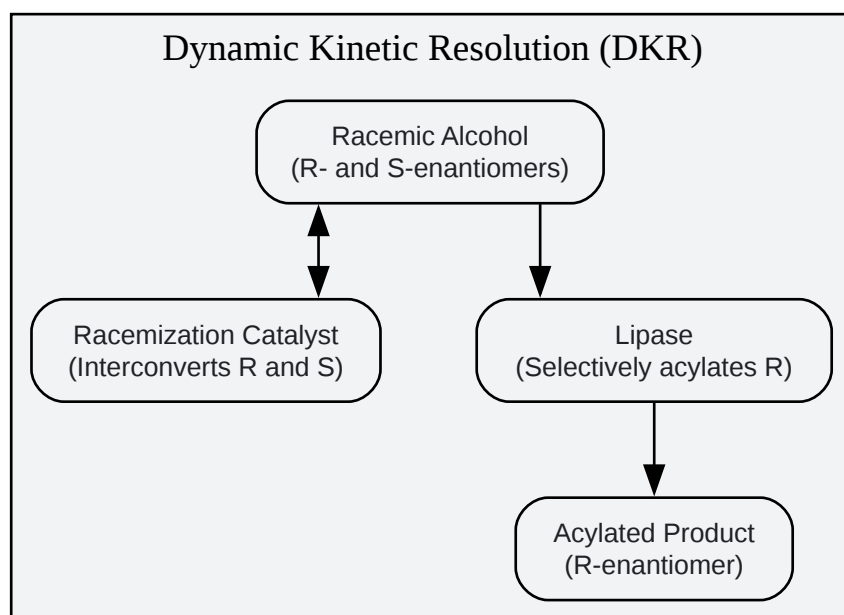 Dynamic Kinetic Resolution (DKR)
Racemic Alcohol
(R- and S-enantiomers)
Racemization Catalyst
(Interconverts R and S)
Lipase
(Selectively acylates R)
Acylated Product
(R-enantiomer)